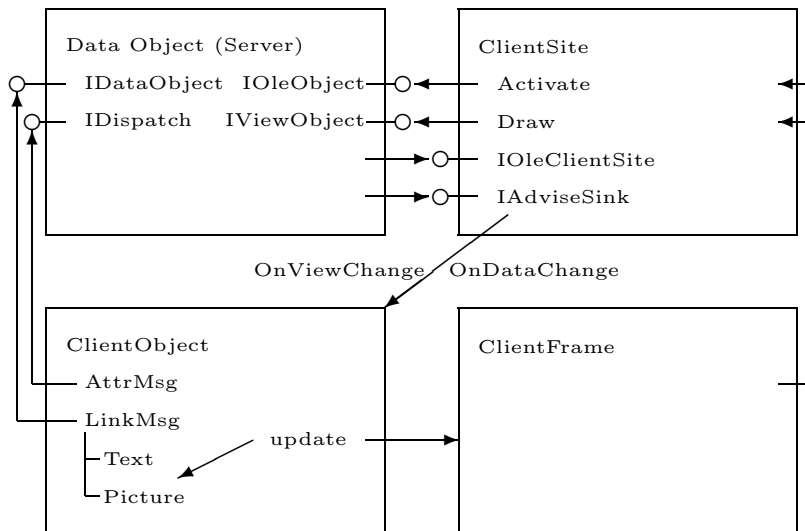 Data Object (Server)
IDataObject IOleObject
IDispatch IViewObject
ClientSite
Activate
Draw
IOleClientSite
IAdviseSink
OnViewChange OnDataChange
ClientObject
AttrMsg
LinkMsg
Text
Picture
update
ClientFrame